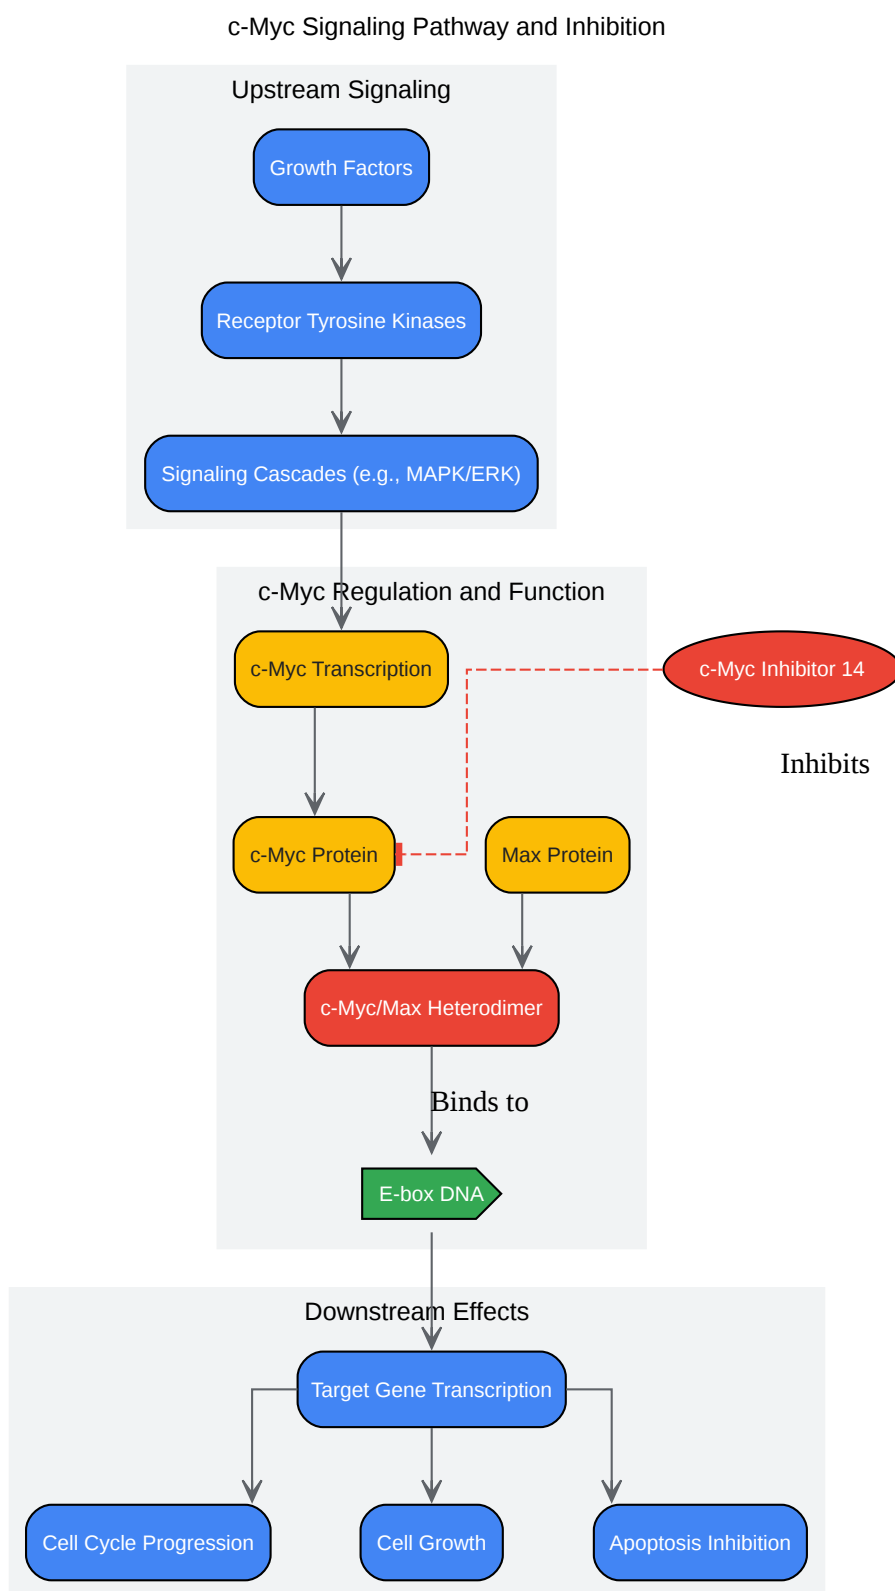 c-Myc Signaling Pathway and Inhibition
Upstream Signaling
Growth Factors
Receptor Tyrosine Kinases
Signaling Cascades (e.g., MAPK/ERK)
c-Myc Regulation and Function
c-Myc Transcription
c-Myc Inhibitor 14
Inhibits
c-Myc Protein
Max Protein
c-Myc/Max Heterodimer
Binds to
E-box DNA
Downstream Effects
Target Gene Transcription
Cell Cycle Progression
Cell Growth
Apoptosis Inhibition